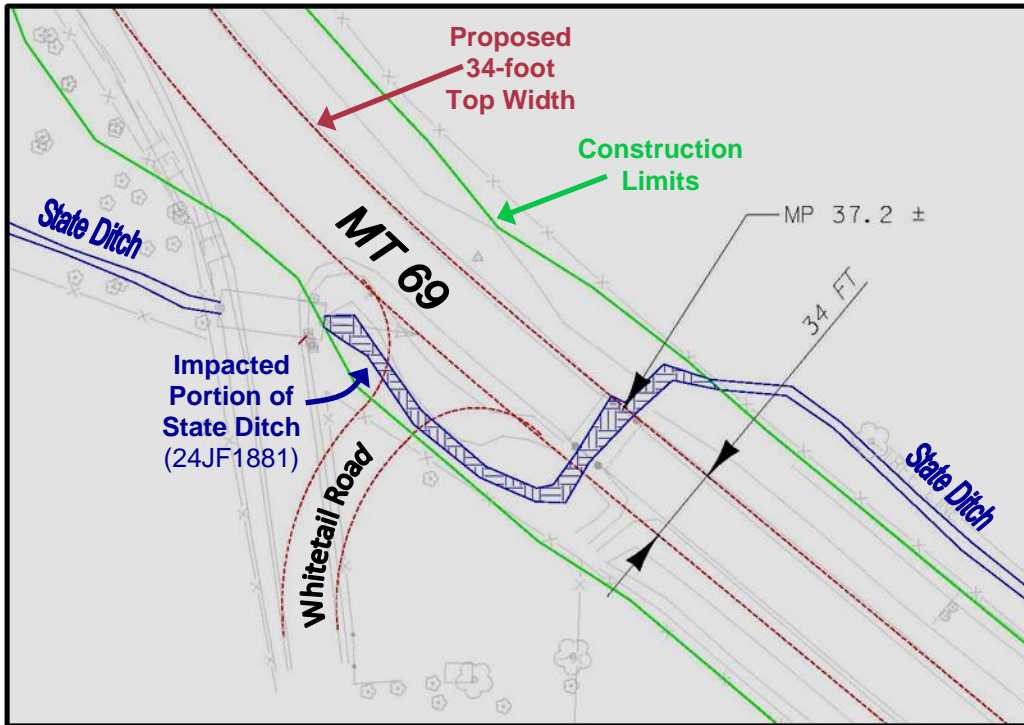 Proposed
34-foot
Top Width
Construction
Limits
MP 37.2 ±
State Ditch
MT 69
34 FT
Impacted
Portion of
State Ditch
(24JF1881)
Whitetail Road
State Ditch